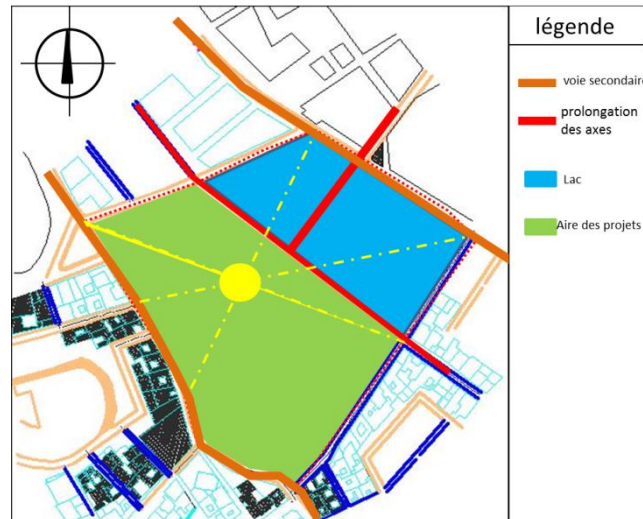 légende
voie secondaire
prolongation
des axes
Lac
Aire des projets